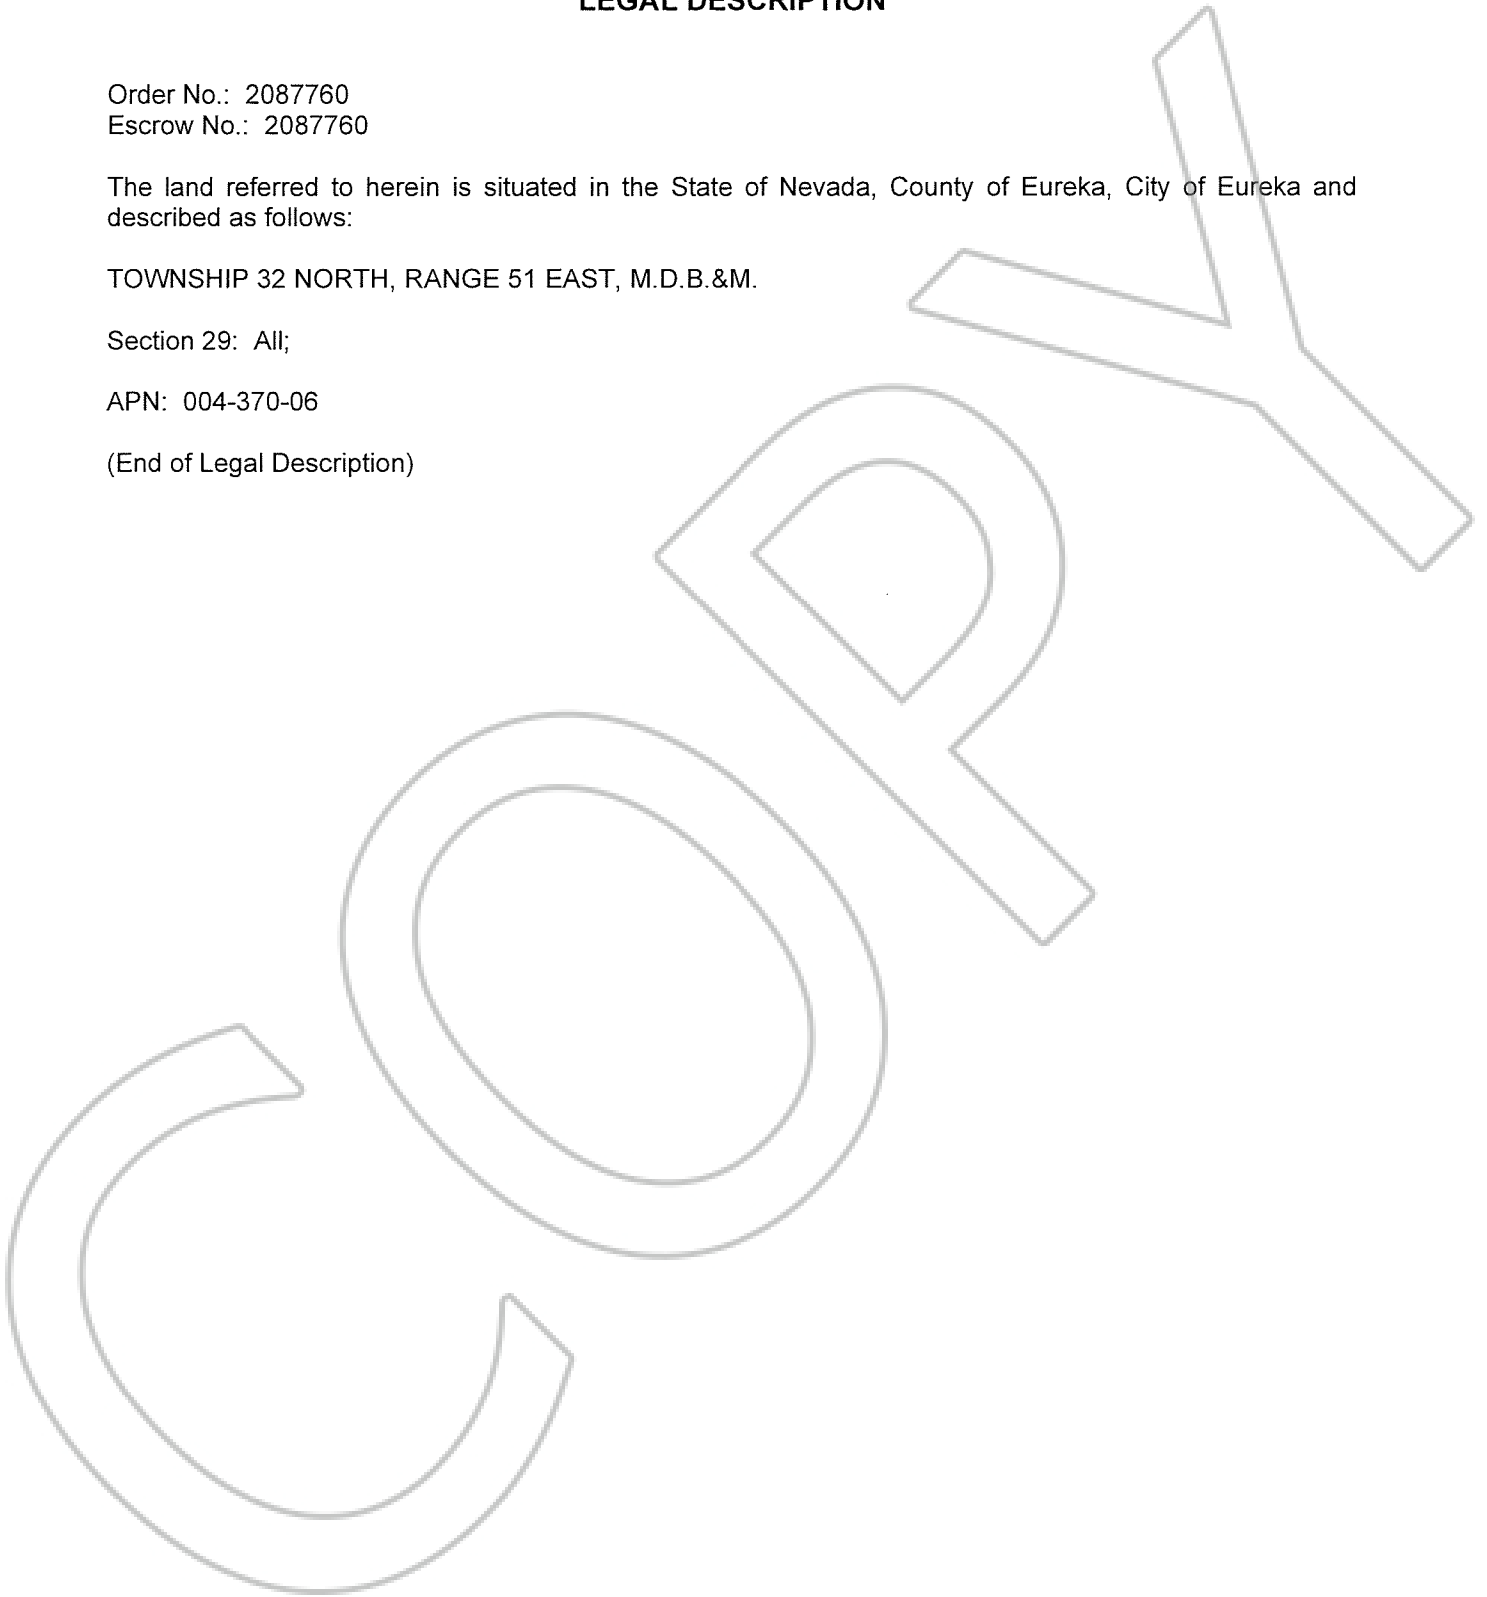 LEGAL DESCRIPTION
Order No.: 2087760
Escrow No.: 2087760
The land referred to herein is situated in the State of Nevada, County of Eureka, City of Eureka and
described as follows:
TOWNSHIP 32 NORTH, RANGE 51 EAST, M.D.B.&M.
Section 29: All;
APN: 004-370-06
(End of Legal Description)
COPY